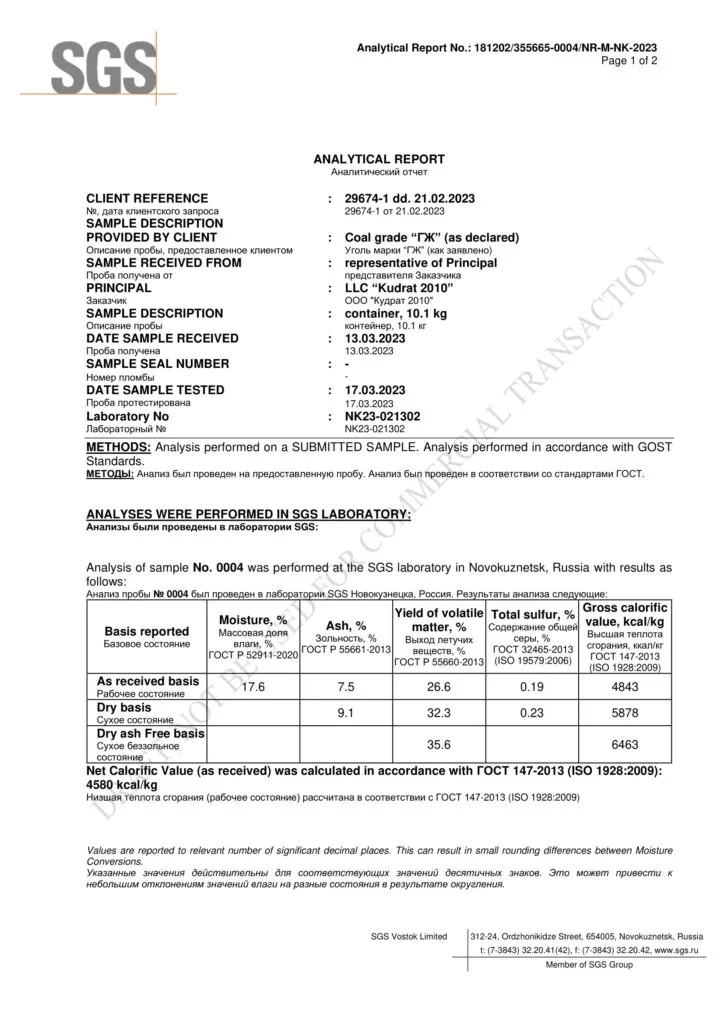 SGS
Analytical Report No.: 181202/355665-0004/NR-M-NK-2023
Page 1 of 2
ANALYTICAL REPORT
Аналитический отчет
CLIENT REFERENCE : 29674-1 dd. 21.02.2023
№, дата клиентского запроса 29674-1 от 21.02.2023
SAMPLE DESCRIPTION
PROVIDED BY CLIENT : Coal grade “ГЖ” (as declared)
Описание пробы, предоставленное клиентом Уголь марки “ГЖ” (как заявлено)
SAMPLE RECEIVED FROM : representative of Principal
Проба получена от представителя Заказчика
PRINCIPAL : LLC “Kudrat 2010”
Заказчик ООО "Кудрат 2010"
SAMPLE DESCRIPTION : container, 10.1 kg
Описание пробы контейнер, 10.1 кг
DATE SAMPLE RECEIVED : 13.03.2023
Проба получена 13.03.2023
SAMPLE SEAL NUMBER : -
Номер пломбы -
DATE SAMPLE TESTED : 17.03.2023
Проба протестирована 17.03.2023
Laboratory No : NK23-021302
Лабораторный № NK23-021302
METHODS: Analysis performed on a SUBMITTED SAMPLE. Analysis performed in accordance with GOST
Standards.
МЕТОДЫ: Анализ был проведен на предоставленную пробу. Анализ был проведен в соответствии со стандартами ГОСТ.
ANALYSES WERE PERFORMED IN SGS LABORATORY:
Анализы были проведены в лаборатории SGS:
Analysis of sample No. 0004 was performed at the SGS laboratory in Novokuznetsk, Russia with results as
follows:
Анализ пробы № 0004 был проведен в лаборатории SGS Новокузнецка, Россия. Результаты анализа следующие:
Basis reported
Базовое состояние
Moisture, %
Массовая доля
влаги, %
ГОСТ Р 52911-2020
Ash, %
Зольность, %
ГОСТ Р 55661-2013
Yield of volatile
matter, %
Выход летучих
веществ, %
ГОСТ Р 55660-2013
Total sulfur, %
Содержание общей
серы, %
ГОСТ 32465-2013
(ISO 19579:2006)
Gross calorific
value, kcal/kg
Высшая теплота
сгорания, ккал/кг
ГОСТ 147-2013
(ISO 1928:2009)
As received basis
Рабочее состояние
17.6 7.5 26.6 0.19 4843
Dry basis
Сухое состояние
9.1 32.3 0.23 5878
Dry ash Free basis
Сухое беззольное
состояние
35.6 6463
Net Calorific Value (as received) was calculated in accordance with ГОСТ 147-2013 (ISO 1928:2009):
4580 kcal/kg
Низшая теплота сгорания (рабочее состояние) рассчитана в соответствии с ГОСТ 147-2013 (ISO 1928:2009)
Values are reported to relevant number of significant decimal places. This can result in small rounding differences between Moisture
Conversions.
Указанные значения действительны для соответствующих значений десятичных знаков. Это может привести к
небольшим отклонениям значений влаги на разные состояния в результате округления.
SGS Vostok Limited
312-24, Ordzhonikidze Street, 654005, Novokuznetsk, Russia
t: (7-3843) 32.20.41(42), f: (7-3843) 32.20.42, www.sgs.ru
Member of SGS Group
NOT BE USED FOR COMMERCIAL TRANSACTION